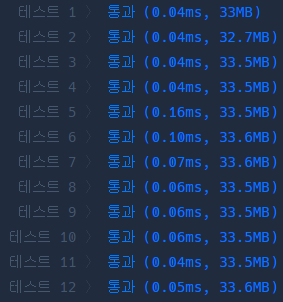 테스트 1 〉 통과 (0.04ms, 33MB)
테스트 2 〉 통과 (0.04ms, 32.7MB)
테스트 3 〉 통과 (0.04ms, 33.5MB)
테스트 4 〉 통과 (0.04ms, 33.5MB)
테스트 5 〉 통과 (0.16ms, 33.5MB)
테스트 6 〉 통과 (0.10ms, 33.6MB)
테스트 7 〉 통과 (0.07ms, 33.6MB)
테스트 8 〉 통과 (0.06ms, 33.5MB)
테스트 9 〉 통과 (0.06ms, 33.5MB)
테스트 10 〉 통과 (0.06ms, 33.5MB)
테스트 11 〉 통과 (0.04ms, 33.5MB)
테스트 12 〉 통과 (0.05ms, 33.6MB)